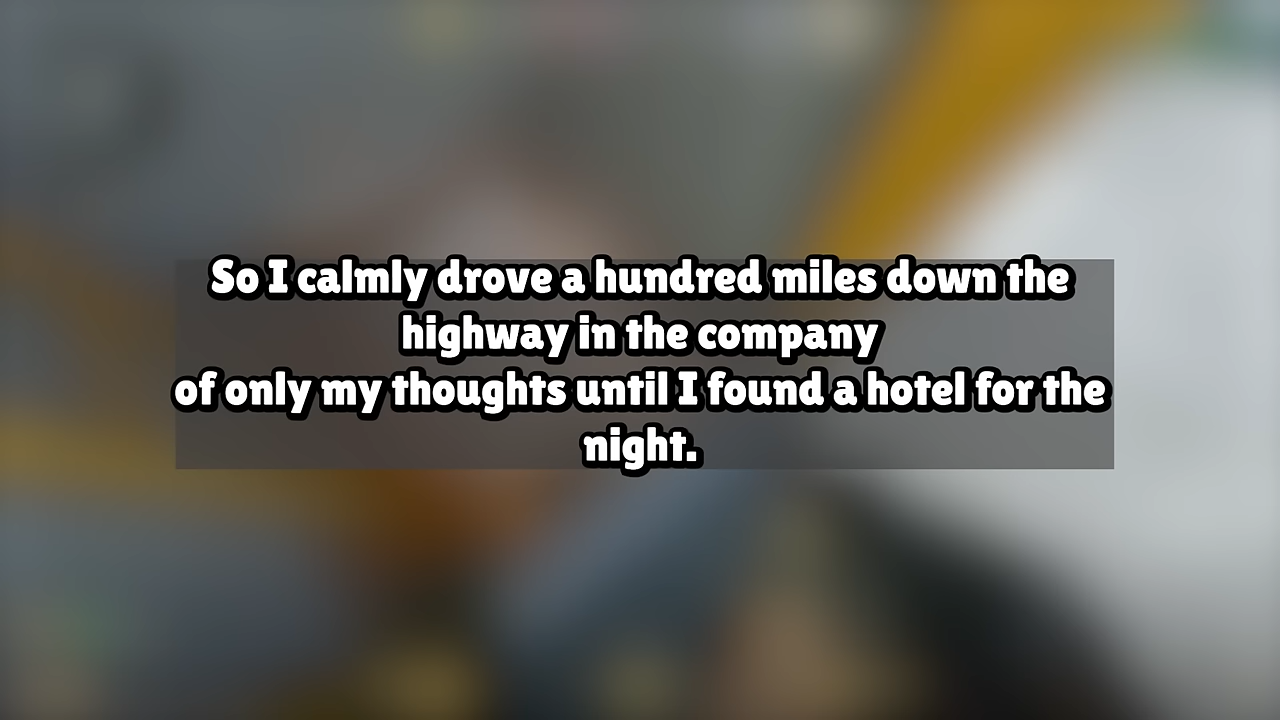 So I calmly drove a hundred miles down the
highway in the company
of only my thoughts until I found a hotel for the
night.